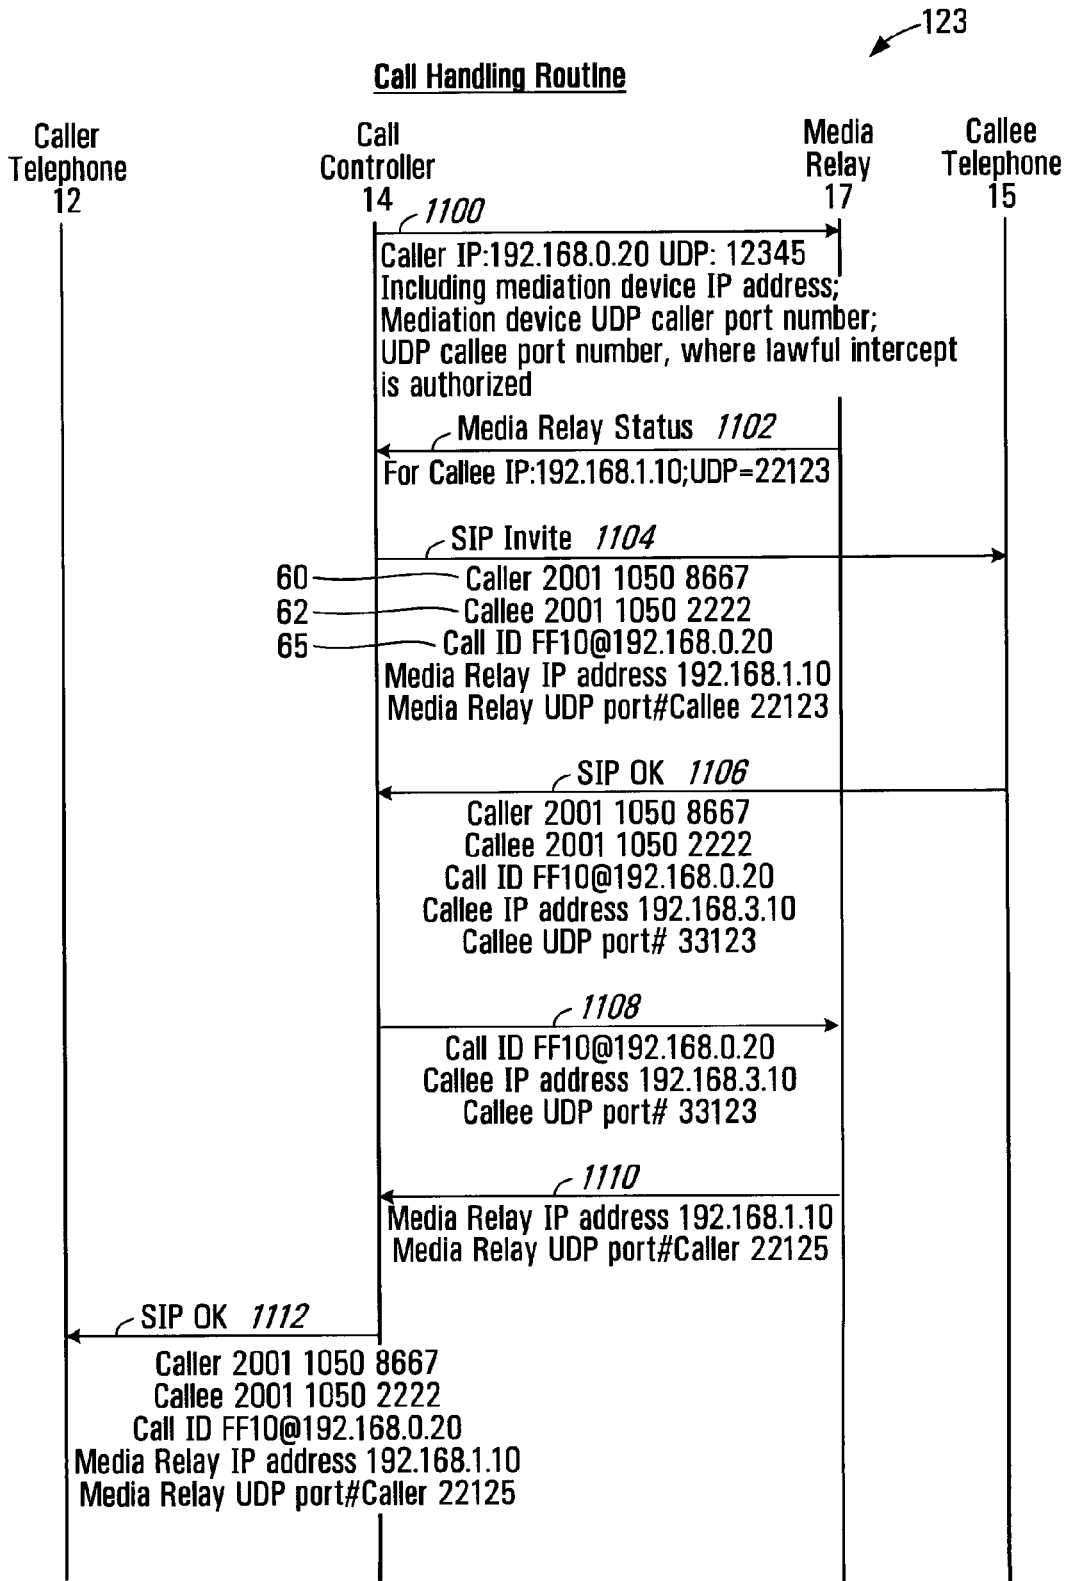 123
Call Handling Routine
Caller
Telephone
12
Call
Controller
14
Media
Relay
17
Callee
Telephone
15
1100
Caller IP:192.168.0.20 UDP: 12345
Including mediation device IP address;
Mediation device UDP caller port number;
UDP callee port number, where lawful intercept
is authorized
Media Relay Status 1102
For Callee IP:192.168.1.10;UDP=22123
SIP Invite 1104
60 Caller 2001 1050 8667
62 Callee 2001 1050 2222
65 Call ID FF10@192.168.0.20
Media Relay IP address 192.168.1.10
Media Relay UDP port#Callee 22123
SIP OK 1106
Caller 2001 1050 8667
Callee 2001 1050 2222
Call ID FF10@192.168.0.20
Callee IP address 192.168.3.10
Callee UDP port# 33123
1108
Call ID FF10@192.168.0.20
Callee IP address 192.168.3.10
Callee UDP port# 33123
1110
Media Relay IP address 192.168.1.10
Media Relay UDP port#Caller 22125
SIP OK 1112
Caller 2001 1050 8667
Callee 2001 1050 2222
Call ID FF10@192.168.0.20
Media Relay IP address 192.168.1.10
Media Relay UDP port#Caller 22125